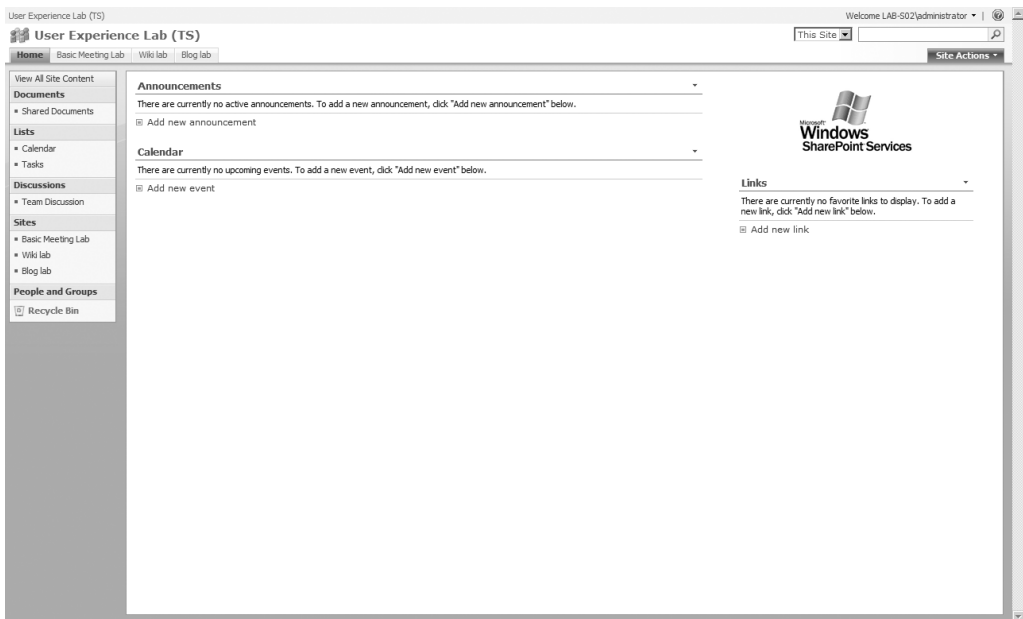 User Experience Lab (TS)
Welcome LAB-S02\administrator
User Experience Lab (TS)
This Site
Home Basic Meeting Lab Wiki lab Blog lab
Site Actions
View All Site Content
Documents
Shared Documents
Lists
Calendar
Tasks
Discussions
Team Discussion
Sites
Basic Meeting Lab
Wiki lab
Blog lab
People and Groups
Recycle Bin
Announcements
There are currently no active announcements. To add a new announcement, click "Add new announcement" below.
Add new announcement
Calendar
There are currently no upcoming events. To add a new event, click "Add new event" below.
Add new event
Microsoft
Windows
SharePoint Services
Links
There are currently no favorite links to display. To add a
new link, click "Add new link" below.
Add new link